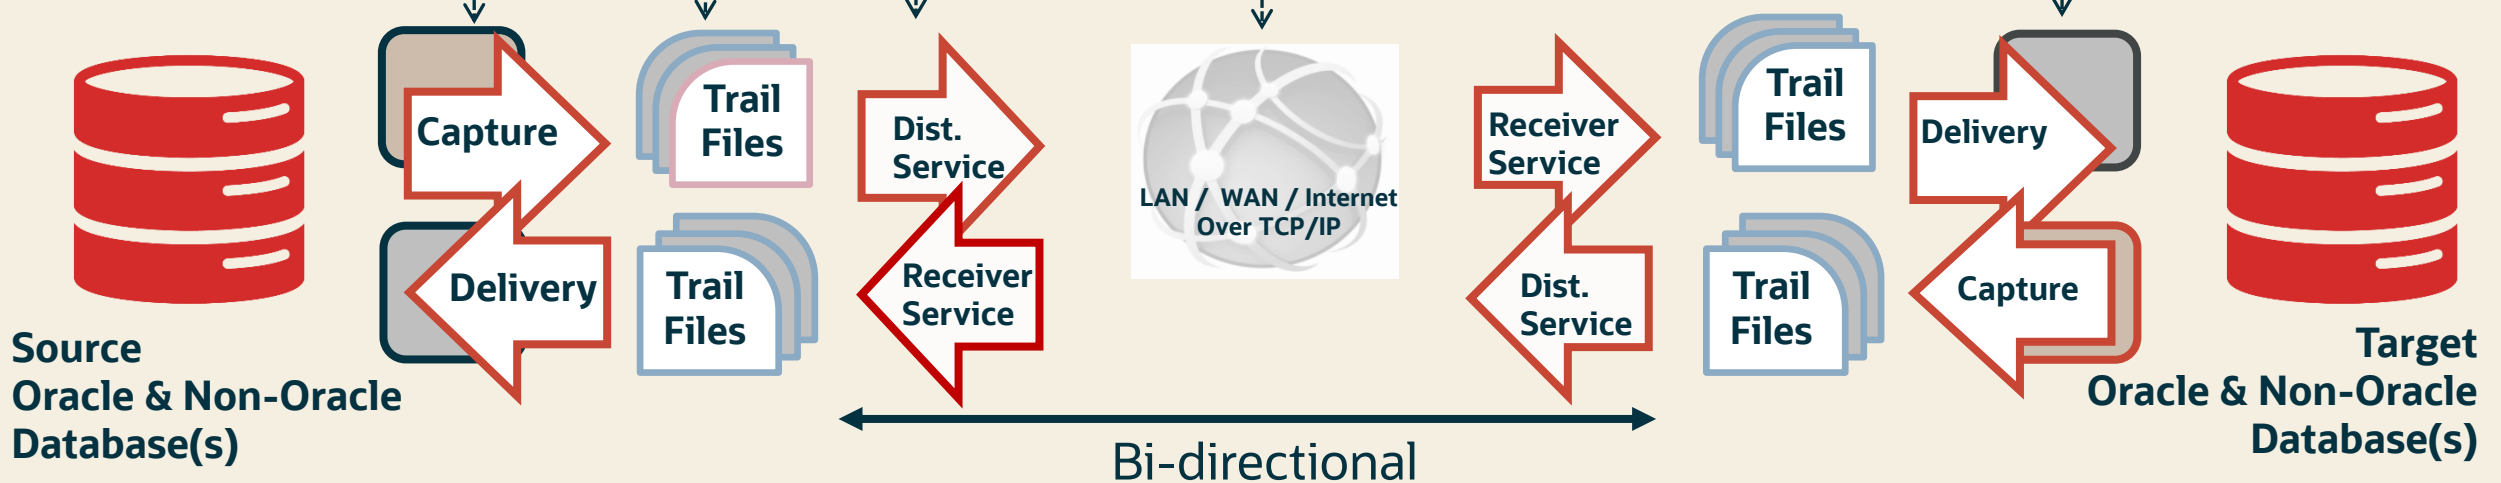 Capture
Trail
Files
Dist.
Service
LAN / WAN / Internet
Over TCP/IP
Receiver
Service
Trail
Files
Delivery
Delivery
Trail
Files
Receiver
Service
Dist.
Service
Trail
Files
Capture
Source
Oracle & Non-Oracle
Database(s)
Target
Oracle & Non-Oracle
Database(s)
Bi-directional